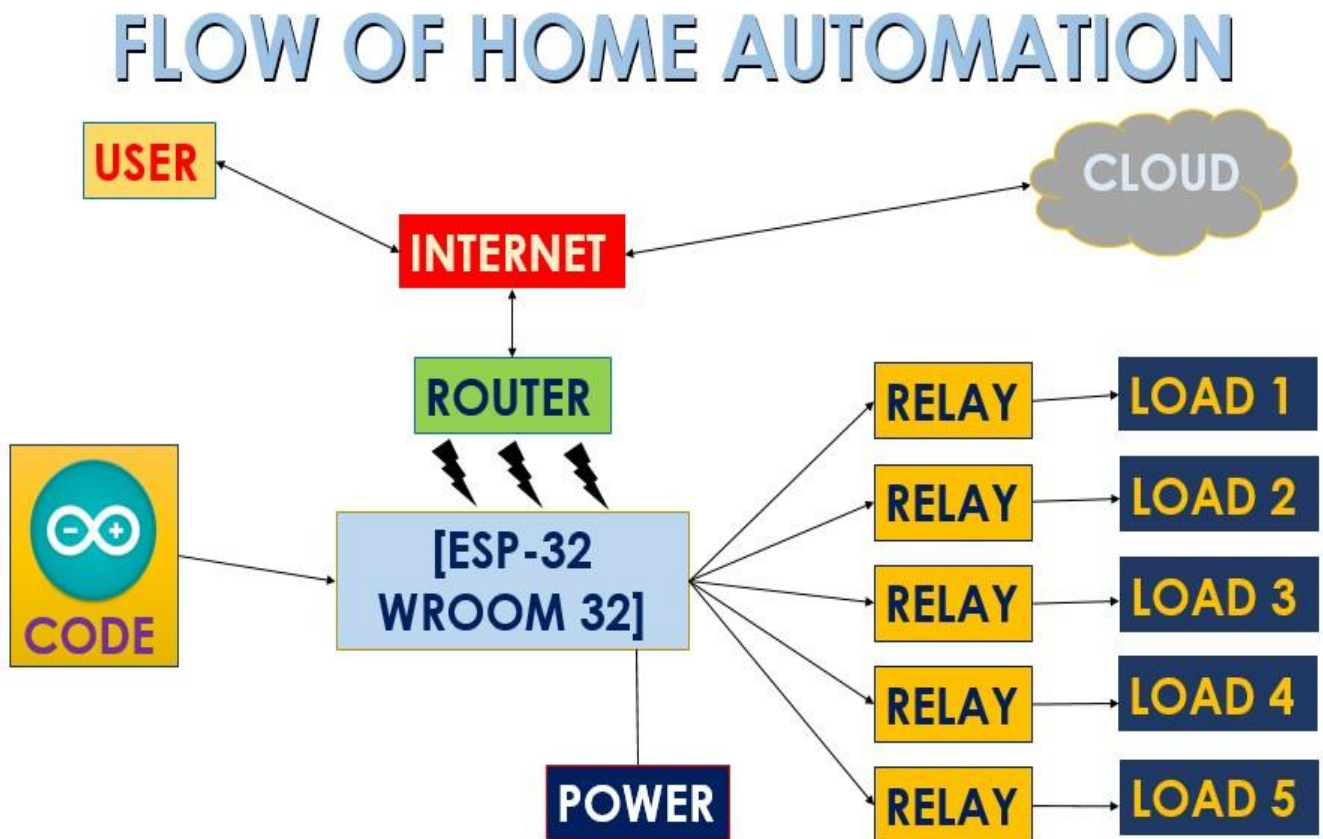 FLOW OF HOME AUTOMATION
USER
CLOUD
INTERNET
ROUTER
RELAY
LOAD 1
RELAY
LOAD 2
CODE
[ESP-32
WROOM 32]
RELAY
LOAD 3
RELAY
LOAD 4
POWER
RELAY
LOAD 5